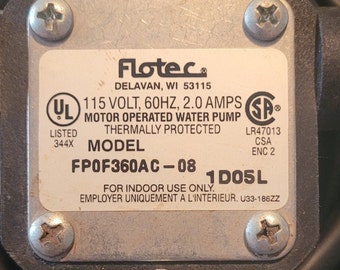 Flotec®
DELAVAN, WI 53115
UL LISTED 344X
115 VOLT, 60HZ, 2.0 AMPS
MOTOR OPERATED WATER PUMP
THERMALLY PROTECTED
LR47013
CSA
ENC 2
MODEL
FP0F360AC-08
1D05L
FOR INDOOR USE ONLY
EMPLOYER UNIQUEMENT A L'INTERIEUR. U33-186ZZ